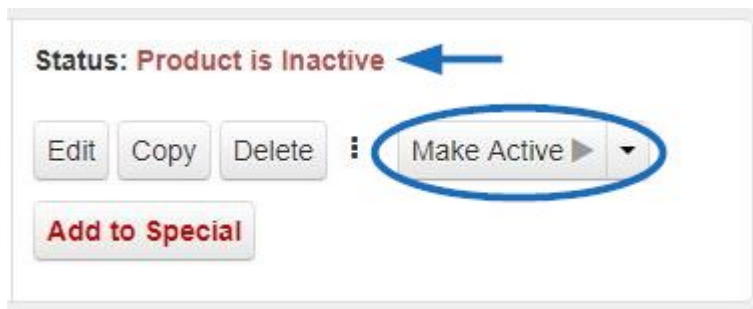 Status: Product is Inactive
Edit Copy Delete Make Active
Add to Special